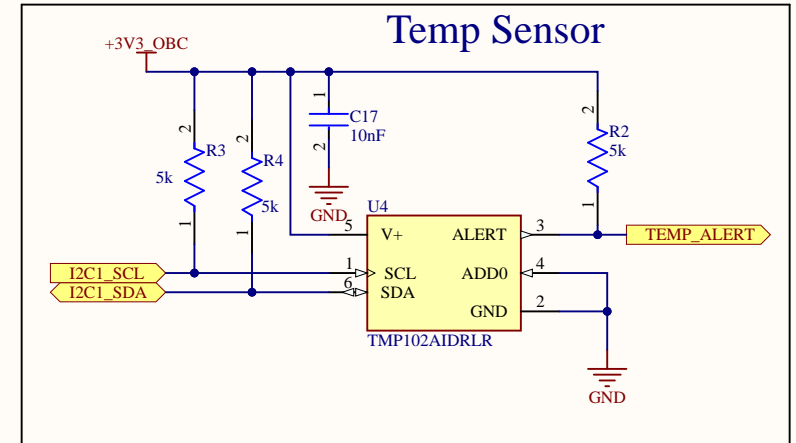 Temp Sensor
+3V3_OBC
1
C17
10nF
2
GND
2
R3
5k
1
2
R4
5k
1
2
R2
5k
1
U4
5
V+
ALERT
3
TEMP_ALERT
I2C1_SCL
1
SCL
ADD0
4
I2C1_SDA
6
SDA
GND
2
TMP102AIDRLR
GND